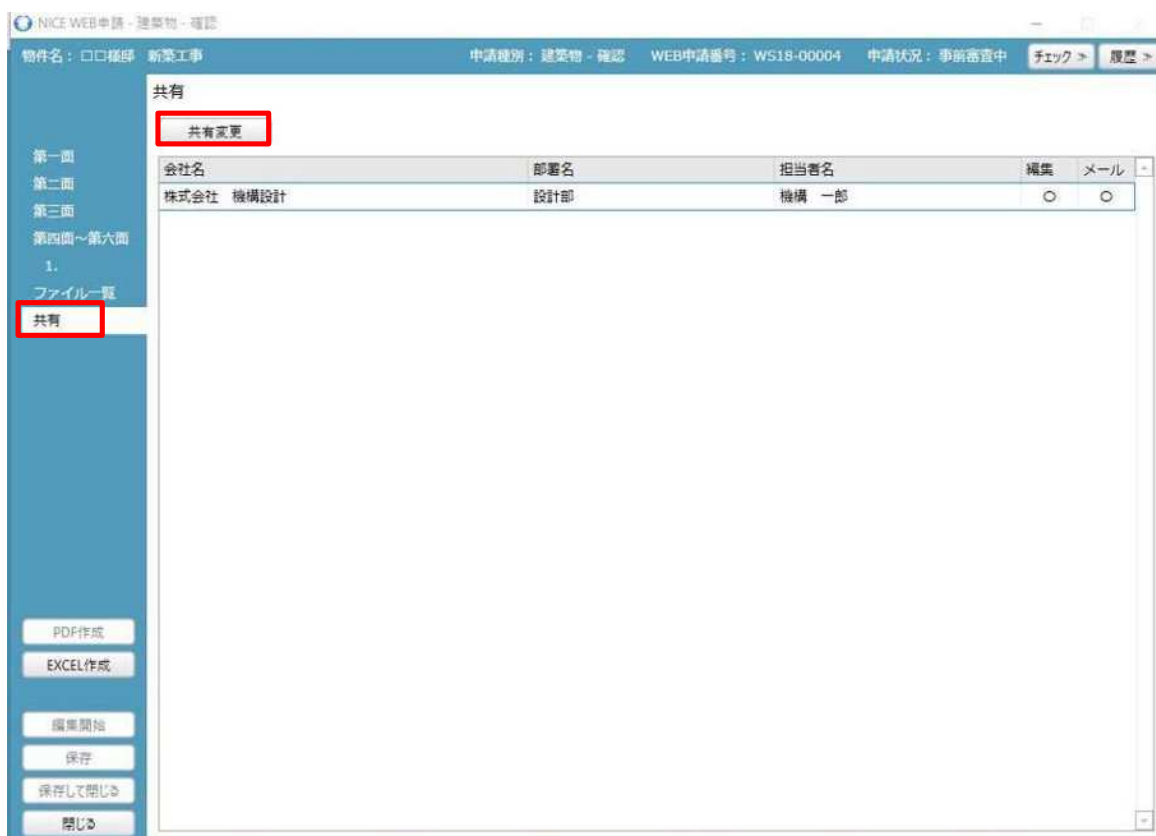 NICE WEB申請 - 建築物 - 確認
物件名： □□様邸 新築工事 申請種別： 建築物 - 確認 WEB申請番号： WS18-00004 申請状況： 事前審査中 チェック ≫ 履歴 ≫
共有
共有変更
第一面
第二面
第三面
第四面～第六面
1.
ファイル一覧
共有
会社名 部署名 担当者名 編集 メール
株式会社 機構設計 設計部 機構 一郎 ○ ○
PDF作成
EXCEL作成
編集開始
保存
保存して閉じる
閉じる